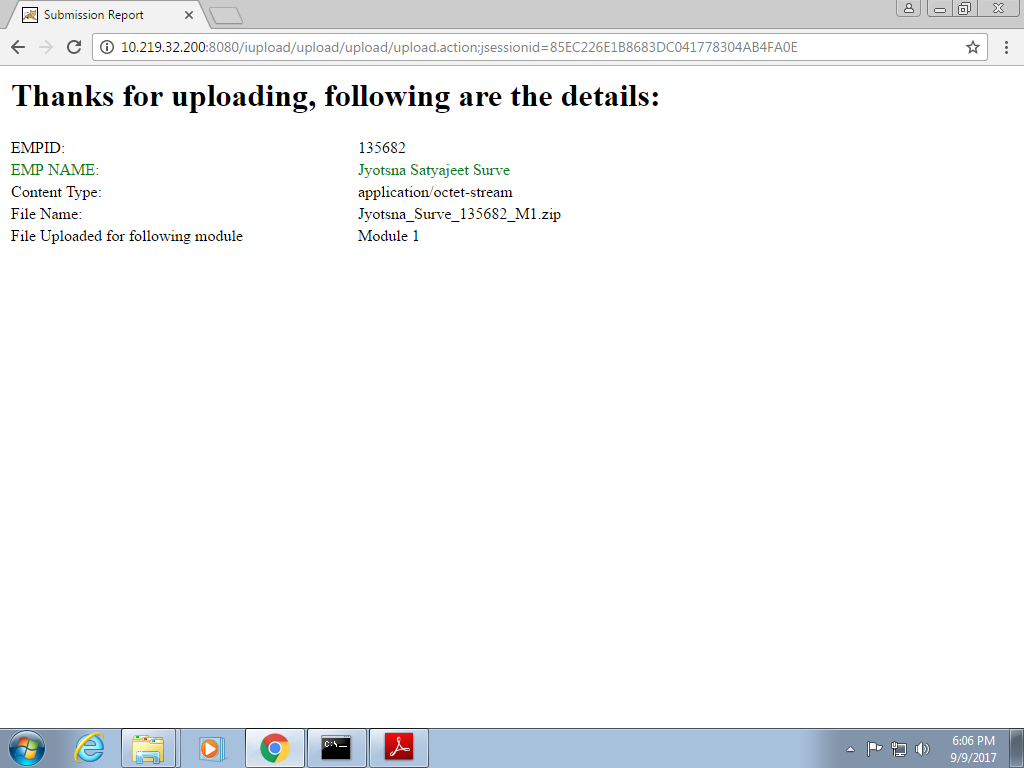 Submission Report
10.219.32.200:8080/iupload/upload/upload/upload.action;jsessionid=85EC226E1B8683DC041778304AB4FA0E
Thanks for uploading, following are the details:
EMPID: 135682
EMP NAME: Jyotsna Satyajeet Surve
Content Type: application/octet-stream
File Name: Jyotsna_Surve_135682_M1.zip
File Uploaded for following module Module 1
C:\.
6:06 PM
9/9/2017